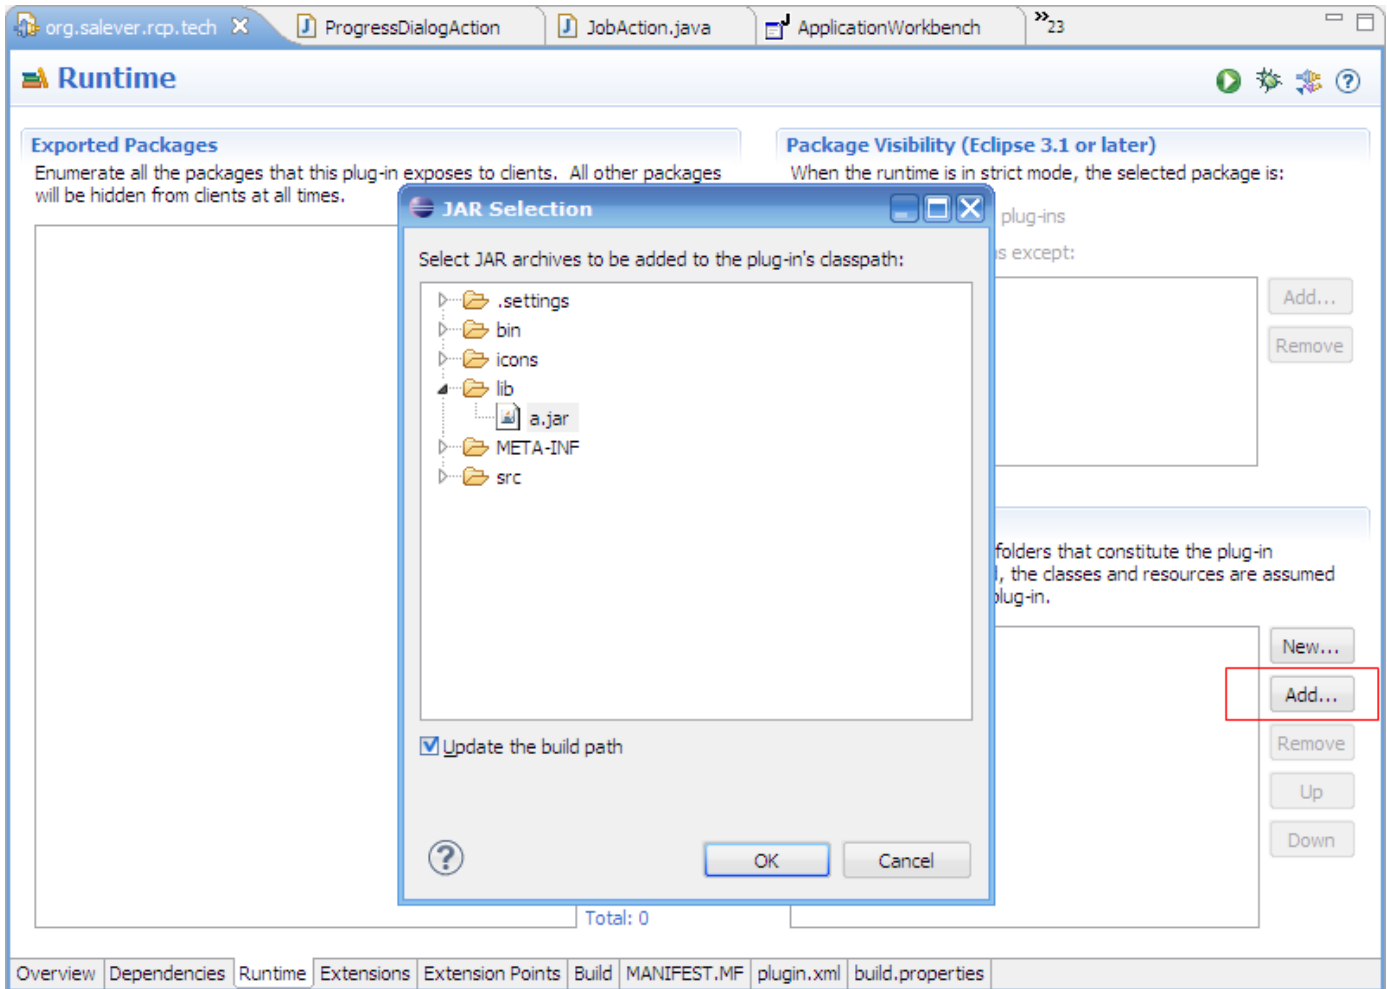 org.salever.rcp.tech
ProgressDialogAction
JobAction.java
ApplicationWorkbench
»23
Runtime
Exported Packages
Enumerate all the packages that this plug-in exposes to clients. All other packages
will be hidden from clients at all times.
Package Visibility (Eclipse 3.1 or later)
When the runtime is in strict mode, the selected package is:
plug-ins
except:
Add...
Remove
JAR Selection
Select JAR archives to be added to the plug-in's classpath:
.settings
bin
icons
lib
a.jar
META-INF
src
Update the build path
OK
Cancel
folders that constitute the plug-in
, the classes and resources are assumed
plug-in.
New...
Add...
Remove
Up
Down
Total: 0
Overview
Dependencies
Runtime
Extensions
Extension Points
Build
MANIFEST.MF
plugin.xml
build.properties